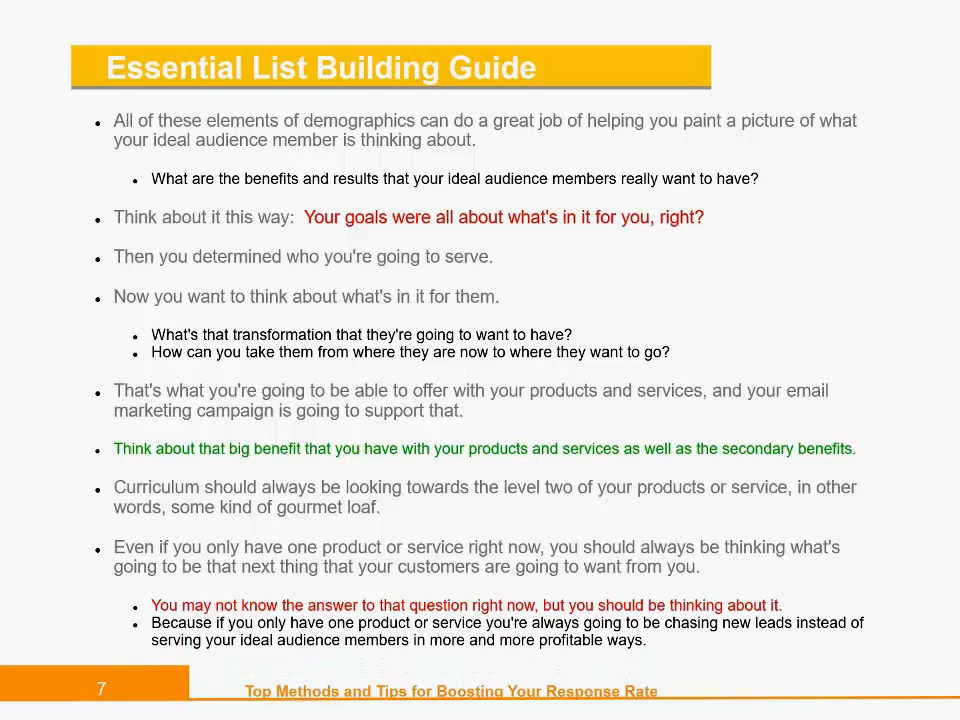 Essential List Building Guide
All of these elements of demographics can do a great job of helping you paint a picture of what
your ideal audience member is thinking about.
What are the benefits and results that your ideal audience members really want to have?
Think about it this way: Your goals were all about what's in it for you, right?
Then you determined who you're going to serve.
Now you want to think about what's in it for them.
What's that transformation that they're going to want to have?
How can you take them from where they are now to where they want to go?
That's what you're going to be able to offer with your products and services, and your email
marketing campaign is going to support that.
Think about that big benefit that you have with your products and services as well as the secondary benefits.
Curriculum should always be looking towards the level two of your products or service, in other
words, some kind of gourmet loaf.
Even if you only have one product or service right now, you should always be thinking what's
going to be that next thing that your customers are going to want from you.
You may not know the answer to that question right now, but you should be thinking about it.
Because if you only have one product or service you're always going to be chasing new leads instead of
serving your ideal audience members in more and more profitable ways.
7
Top Methods and Tips for Boosting Your Response Rate